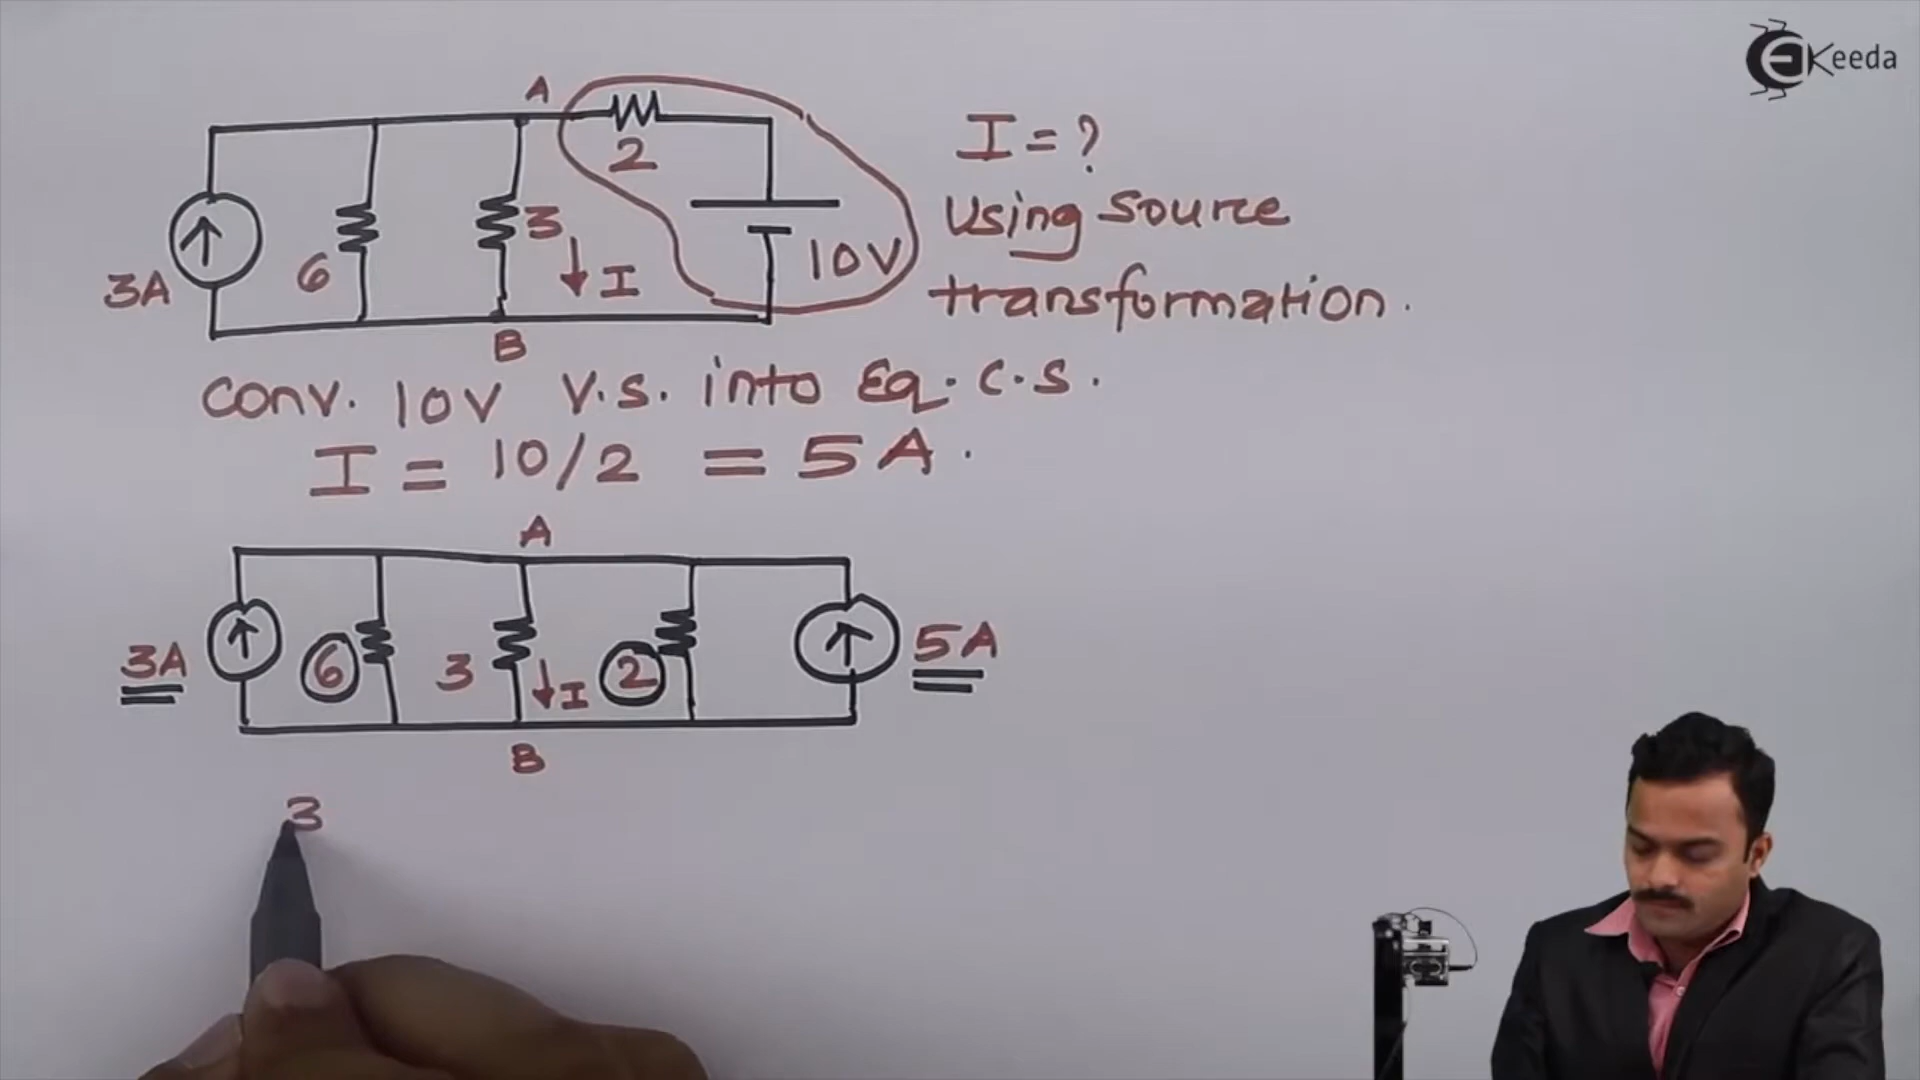 Keeda
A
2
I = ?
Using Source
transformation.
3A
6
3
I
10V
B
Conv. 10V V.S. into Eq. C.S.
I = 10/2 = 5A.
A
3A
6
3
I
2
5A
B
3